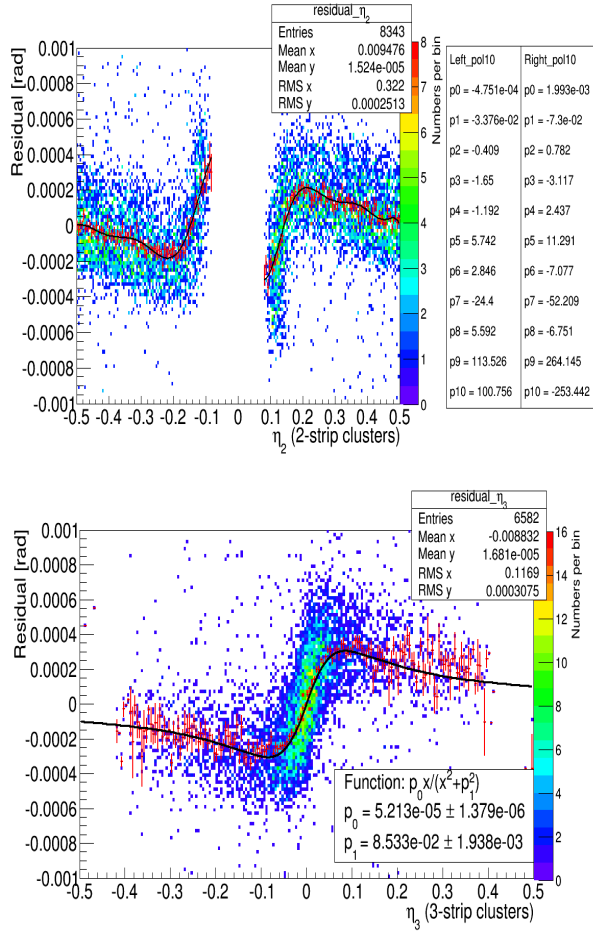 residual_η2
Entries 8343
Mean x 0.009476
Mean y 1.524e-005
RMS x 0.322
RMS y 0.0002513
Residual [rad]
0.001
0.0008
0.0006
0.0004
0.0002
0
-0.0002
-0.0004
-0.0006
-0.0008
-0.001
-0.5 -0.4 -0.3 -0.2 -0.1 0 0.1 0.2 0.3 0.4 0.5
η2 (2-strip clusters)
8
7
6
5
4
3
2
1
0
Numbers per bin
Left_pol10 Right_pol10
p0 = -4.751e-04 p0 = 1.993e-03
p1 = -3.376e-02 p1 = -7.3e-02
p2 = -0.409 p2 = 0.782
p3 = -1.65 p3 = -3.117
p4 = -1.192 p4 = 2.437
p5 = 5.742 p5 = 11.291
p6 = 2.846 p6 = -7.077
p7 = -24.4 p7 = -52.209
p8 = 5.592 p8 = -6.751
p9 = 113.526 p9 = 264.145
p10 = 100.756 p10 = -253.442
residual_η3
Entries 6582
Mean x -0.008832
Mean y 1.681e-005
RMS x 0.1169
RMS y 0.0003075
Residual [rad]
0.001
0.0008
0.0006
0.0004
0.0002
0
-0.0002
-0.0004
-0.0006
-0.0008
-0.001
-0.5 -0.4 -0.3 -0.2 -0.1 0 0.1 0.2 0.3 0.4 0.5
η3 (3-strip clusters)
16
14
12
10
8
6
4
2
0
Numbers per bin
Function: p0x/(x²+p1²)
p0 = 5.213e-05 ± 1.379e-06
p1 = 8.533e-02 ± 1.938e-03